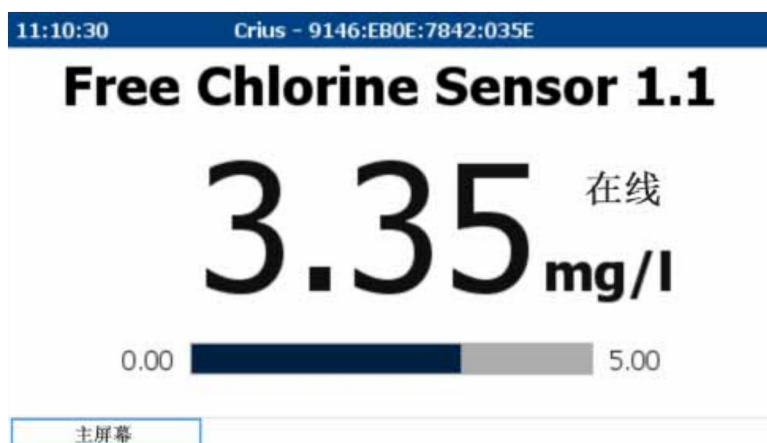 11:10:30 Crius - 9146:EB0E:7842:035E
Free Chlorine Sensor 1.1
3.35 在线
mg/l
0.00 5.00
主屏幕